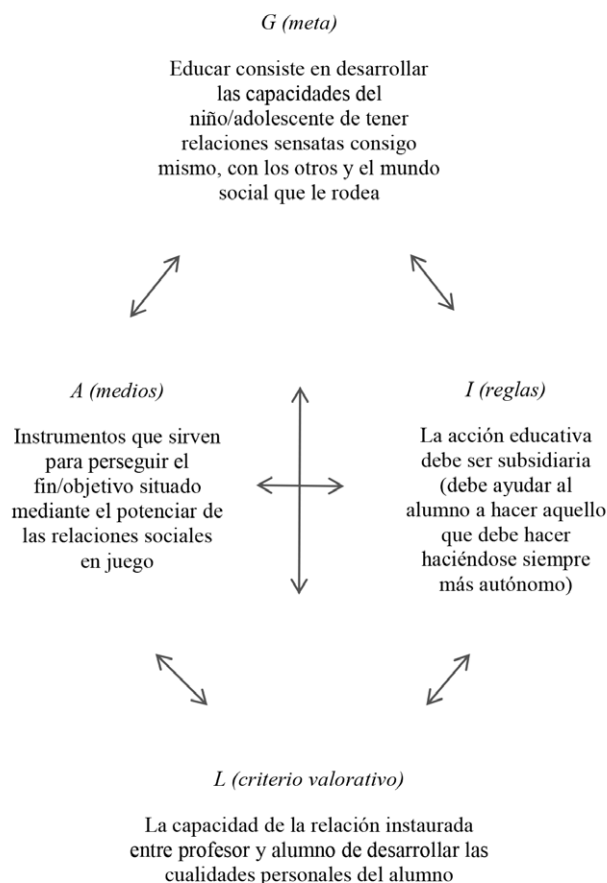 G (meta)
Educar consiste en desarrollar
las capacidades del
niño/adolescente de tener
relaciones sensatas consigo
mismo, con los otros y el mundo
social que le rodea
A (medios)
Instrumentos que sirven
para perseguir el
fin/objetivo situado
mediante el potenciar de
las relaciones sociales
en juego
I (reglas)
La acción educativa
debe ser subsidiaria
(debe ayudar al
alumno a hacer aquello
que debe hacer
haciéndose siempre
más autónomo)
L (criterio valorativo)
La capacidad de la relación instaurada
entre profesor y alumno de desarrollar las
cualidades personales del alumno